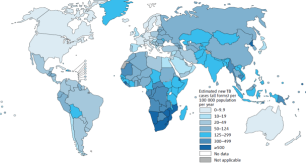 Estimated new TB
cases (all forms) per
100 000 population
per year
0–9.9
10–19
20–49
50–124
125–299
300–499
≥500
No data
Not applicable